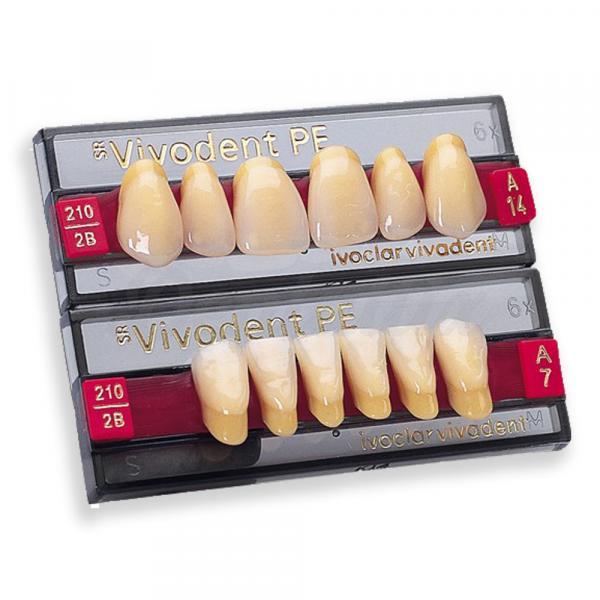 SR Vivodent PE 6x
210
2B
A
14
S ivoclar vivadent M
SR Vivodent PE 6x
210
2B
A
7
S ivoclar vivadent M